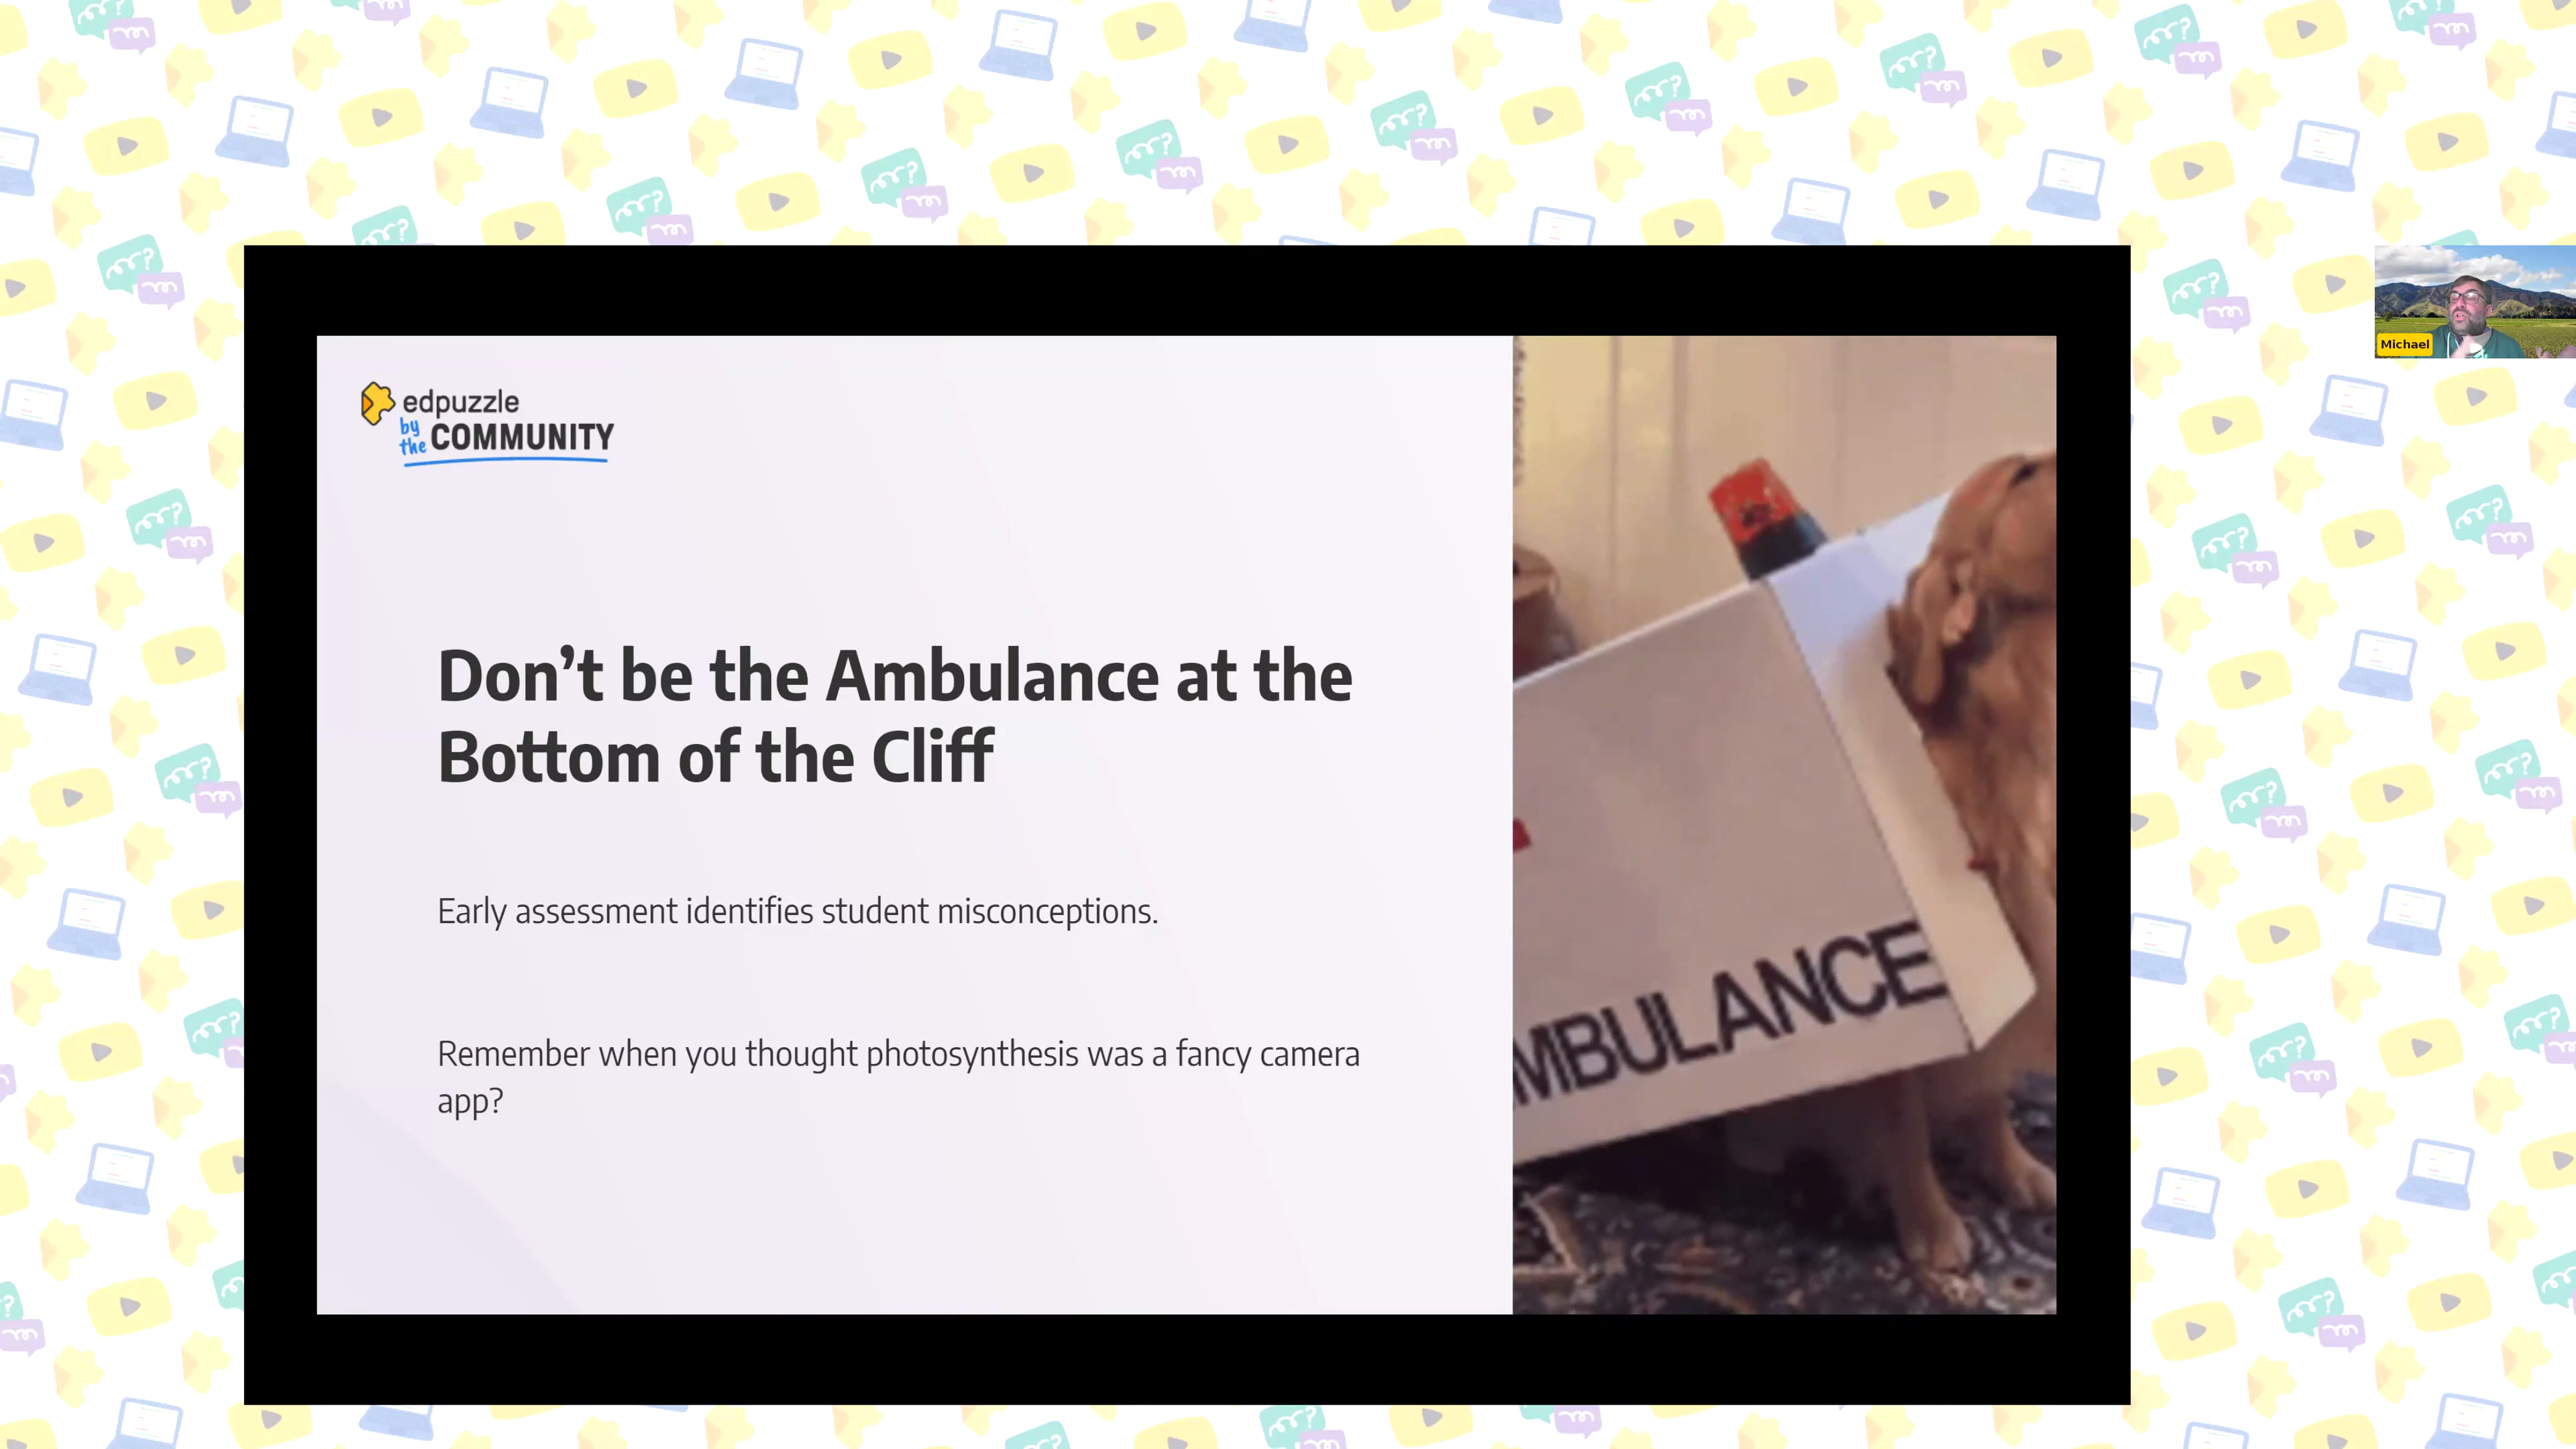 edpuzzle
by the COMMUNITY
Don’t be the Ambulance at the
Bottom of the Cliff
Early assessment identifies student misconceptions.
Remember when you thought photosynthesis was a fancy camera
app?
MBULANCE
Michael